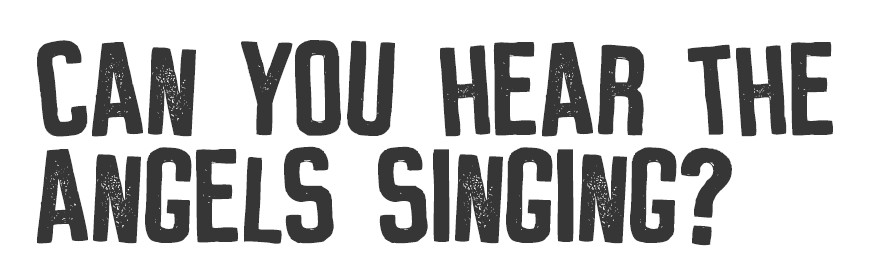 CAN YOU HEAR THE
ANGELS SINGING?